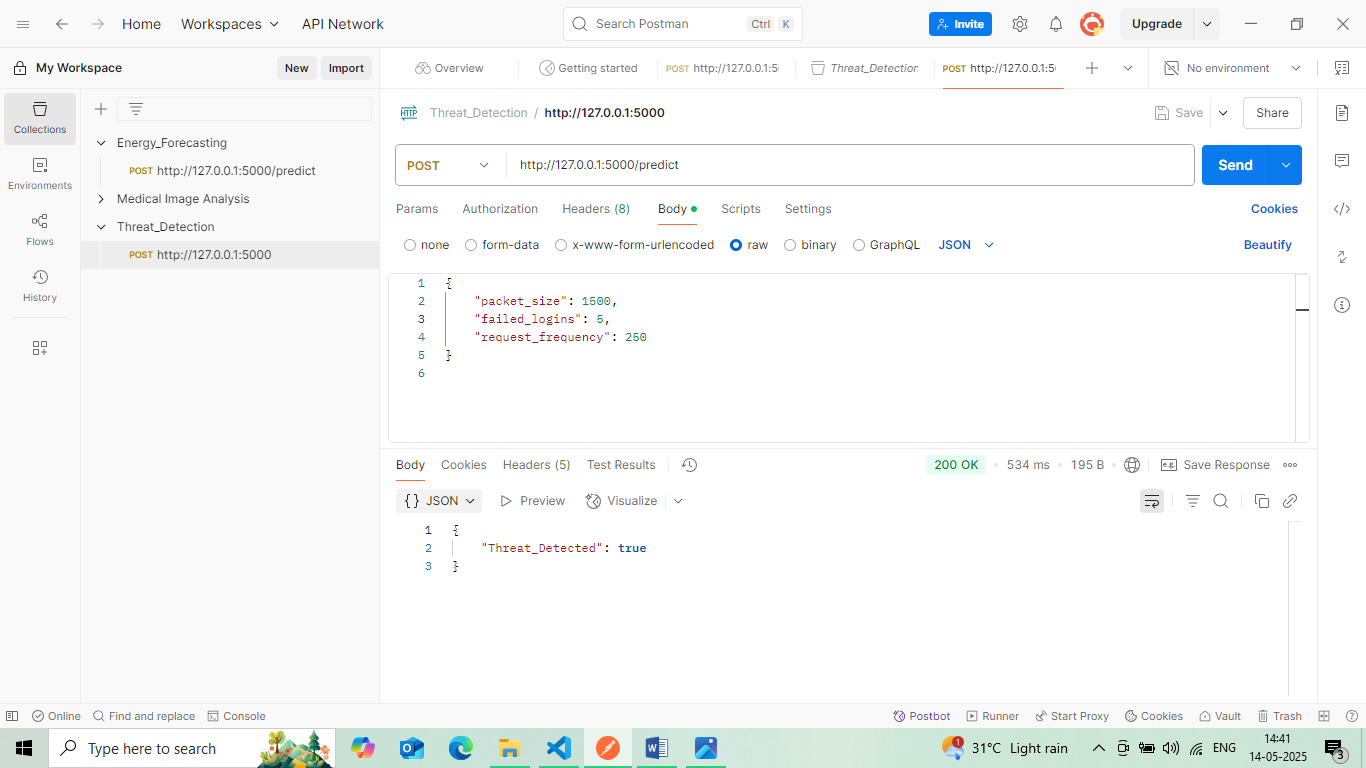 Home Workspaces API Network Search Postman Ctrl K Invite Upgrade
My Workspace New Import Overview Getting started POST http://127.0.0.1:5 Threat_Detection POST http://127.0.0.1:5 No environment
Collections
Environments
Flows
History
Energy_Forecasting
POST http://127.0.0.1:5000/predict
Medical Image Analysis
Threat_Detection
POST http://127.0.0.1:5000
HTTP Threat_Detection / http://127.0.0.1:5000 Save Share
POST http://127.0.0.1:5000/predict Send
Params Authorization Headers (8) Body Scripts Settings Cookies
none form-data x-www-form-urlencoded raw binary GraphQL JSON Beautify
1 {
2 "packet_size": 1500,
3 "failed_logins": 5,
4 "request_frequency": 250
5 }
6
Body Cookies Headers (5) Test Results 200 OK 534 ms 195 B e.g. Save Response
{} JSON Preview Visualize
1 {
2 "Threat_Detected": true
3 }
Online Find and replace Console Postbot Runner Start Proxy Cookies Vault Trash
Type here to search 1 31°C Light rain ENG 14:41
14-05-2025 3